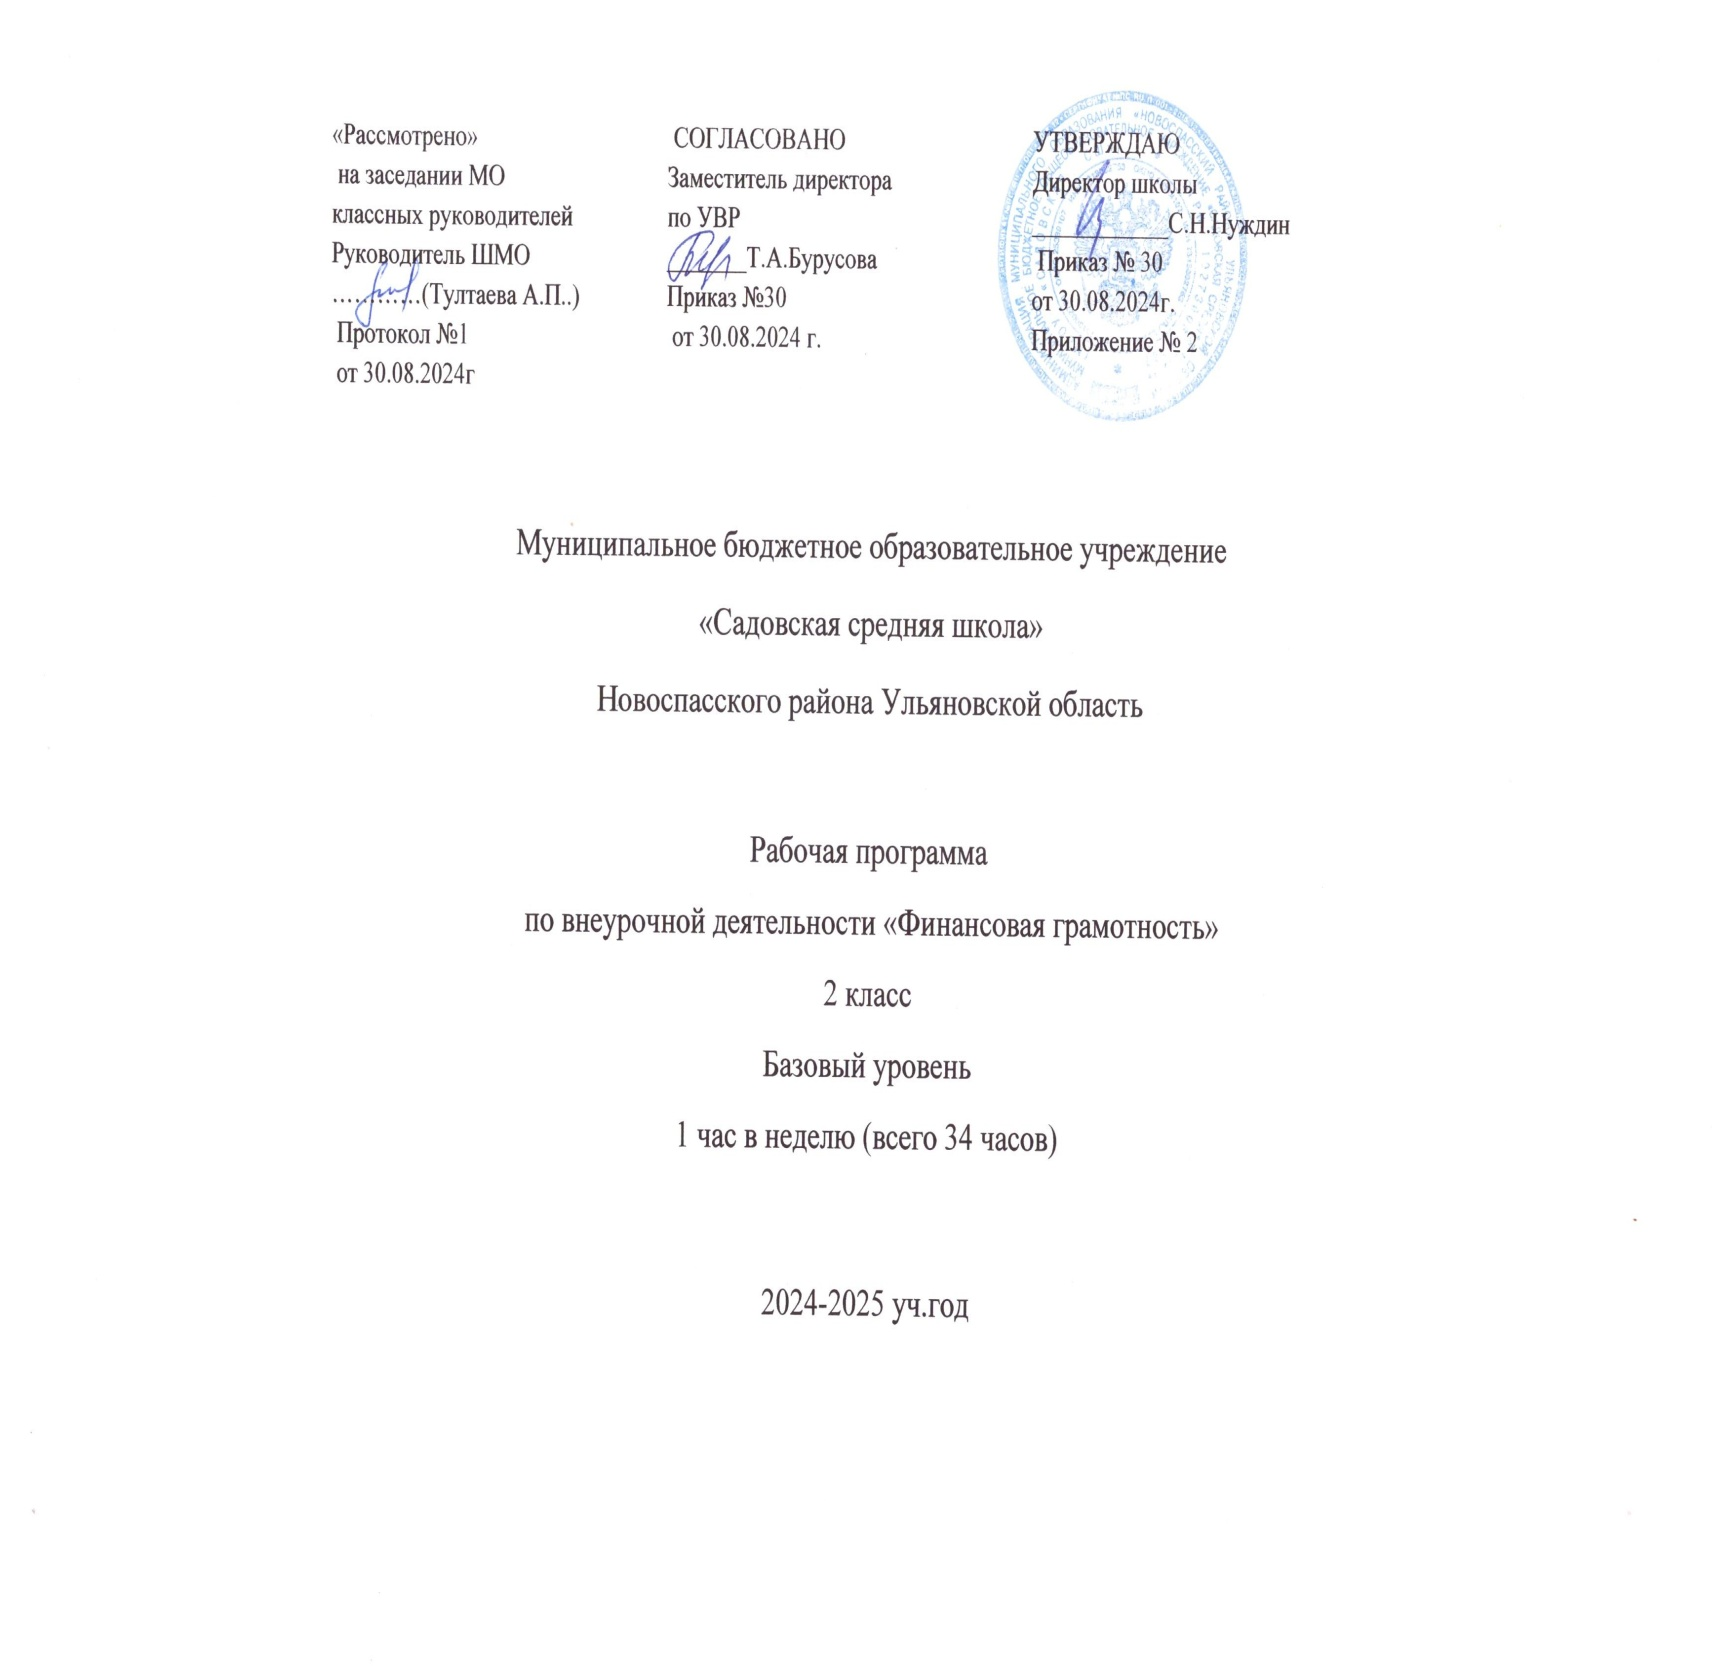 «Рассмотрено»
на заседании МО
классных руководителей
Руководитель ШМО
…………(Тултаева А.П..)
Протокол №1
от 30.08.2024г
СОГЛАСОВАНО
Заместитель директора
по УВР
______Т.А.Бурусова
Приказ №30
от 30.08.2024 г.
УТВЕРЖДАЮ
Директор школы
__________С.Н.Нуждин
Приказ № 30
от 30.08.2024г.
Приложение № 2
Муниципальное бюджетное образовательное учреждение
«Садовская средняя школа»
Новоспасского района Ульяновской область
Рабочая программа
по внеурочной деятельности «Финансовая грамотность»
2 класс
Базовый уровень
1 час в неделю (всего 34 часов)
2024-2025 уч.год